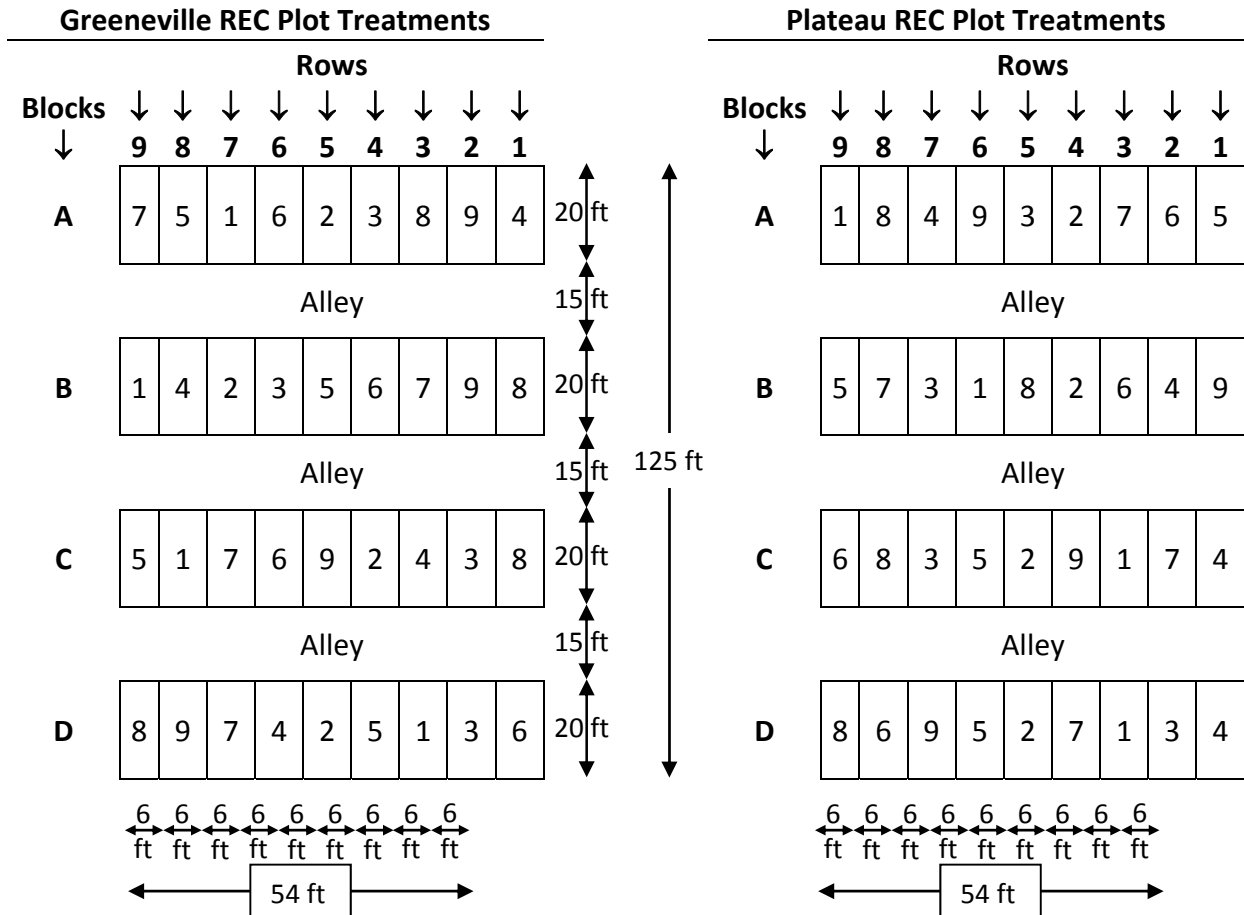 Greeneville REC Plot Treatments Plateau REC Plot Treatments
Rows Rows
Blocks ↓ ↓ ↓ ↓ ↓ ↓ ↓ ↓ ↓ Blocks ↓ ↓ ↓ ↓ ↓ ↓ ↓ ↓ ↓
↓ 9 8 7 6 5 4 3 2 1 ↓ 9 8 7 6 5 4 3 2 1
A 7 5 1 6 2 3 8 9 4 20 ft A 1 8 4 9 3 2 7 6 5
Alley 15 ft Alley
B 1 4 2 3 5 6 7 9 8 20 ft B 5 7 3 1 8 2 6 4 9
Alley 15 ft 125 ft Alley
C 5 1 7 6 9 2 4 3 8 20 ft C 6 8 3 5 2 9 1 7 4
Alley 15 ft Alley
D 8 9 7 4 2 5 1 3 6 20 ft D 8 6 9 5 2 7 1 3 4
6 6 6 6 6 6 6 6 6 6 6 6 6 6 6 6 6 6
ft ft ft ft ft ft ft ft ft ft ft ft ft ft ft ft ft ft
54 ft 54 ft